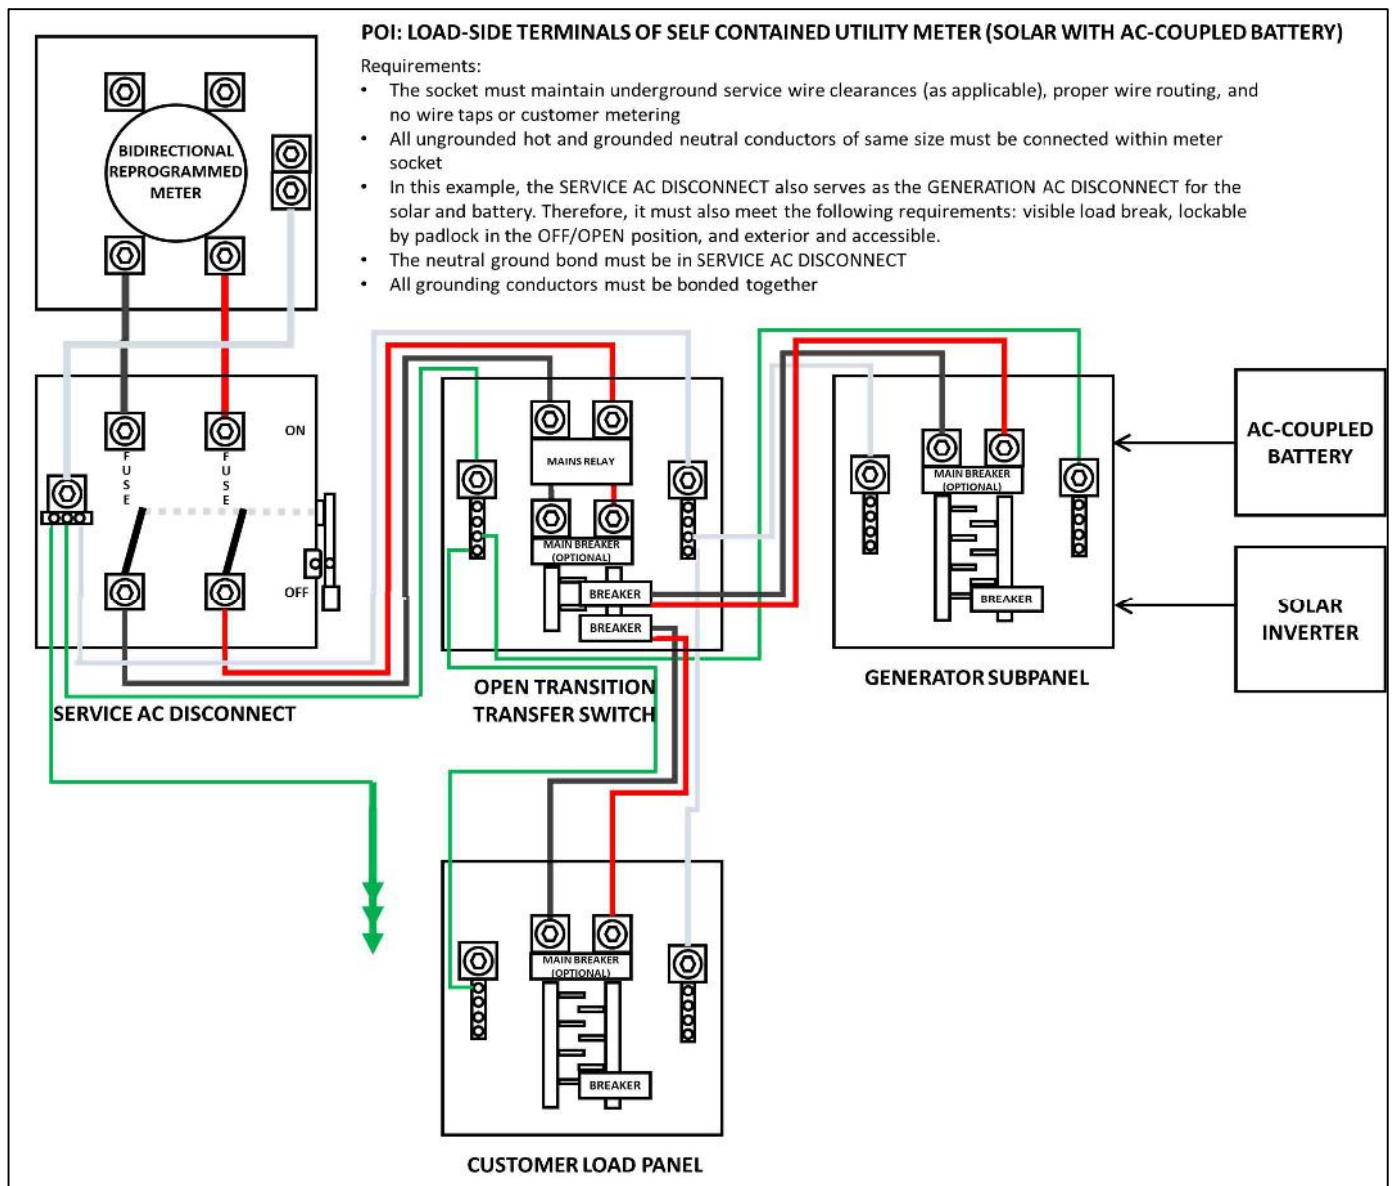 POI: LOAD-SIDE TERMINALS OF SELF CONTAINED UTILITY METER (SOLAR WITH AC-COUPLED BATTERY)
Requirements:
• The socket must maintain underground service wire clearances (as applicable), proper wire routing, and
no wire taps or customer metering
• All ungrounded hot and grounded neutral conductors of same size must be connected within meter
socket
• In this example, the SERVICE AC DISCONNECT also serves as the GENERATION AC DISCONNECT for the
solar and battery. Therefore, it must also meet the following requirements: visible load break, lockable
by padlock in the OFF/OPEN position, and exterior and accessible.
• The neutral ground bond must be in SERVICE AC DISCONNECT
• All grounding conductors must be bonded together
BIDIRECTIONAL
REPROGRAMMED
METER
ON
FUSE
FUSE
OFF
SERVICE AC DISCONNECT
MAINS RELAY
MAIN BREAKER
(OPTIONAL)
BREAKER
BREAKER
OPEN TRANSITION
TRANSFER SWITCH
MAIN BREAKER
(OPTIONAL)
BREAKER
GENERATOR SUBPANEL
AC-COUPLED
BATTERY
SOLAR
INVERTER
MAIN BREAKER
(OPTIONAL)
BREAKER
CUSTOMER LOAD PANEL